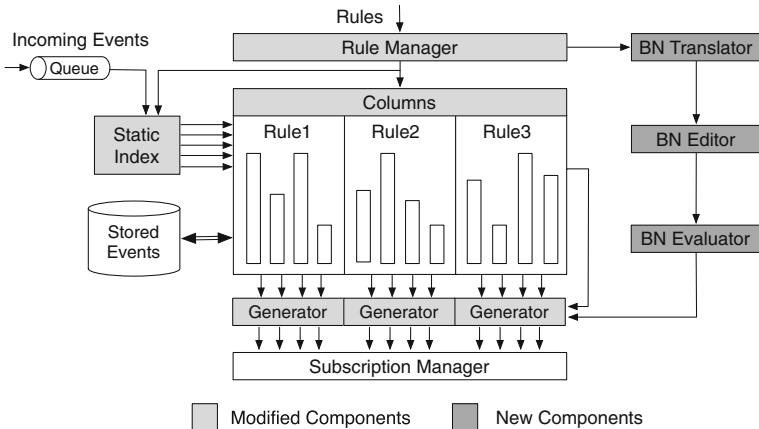 Rules
Incoming Events
Rule Manager
BN Translator
Queue
Columns
Static
Index
Rule1
Rule2
Rule3
BN Editor
Stored
Events
BN Evaluator
Generator
Generator
Generator
Subscription Manager
Modified Components
New Components